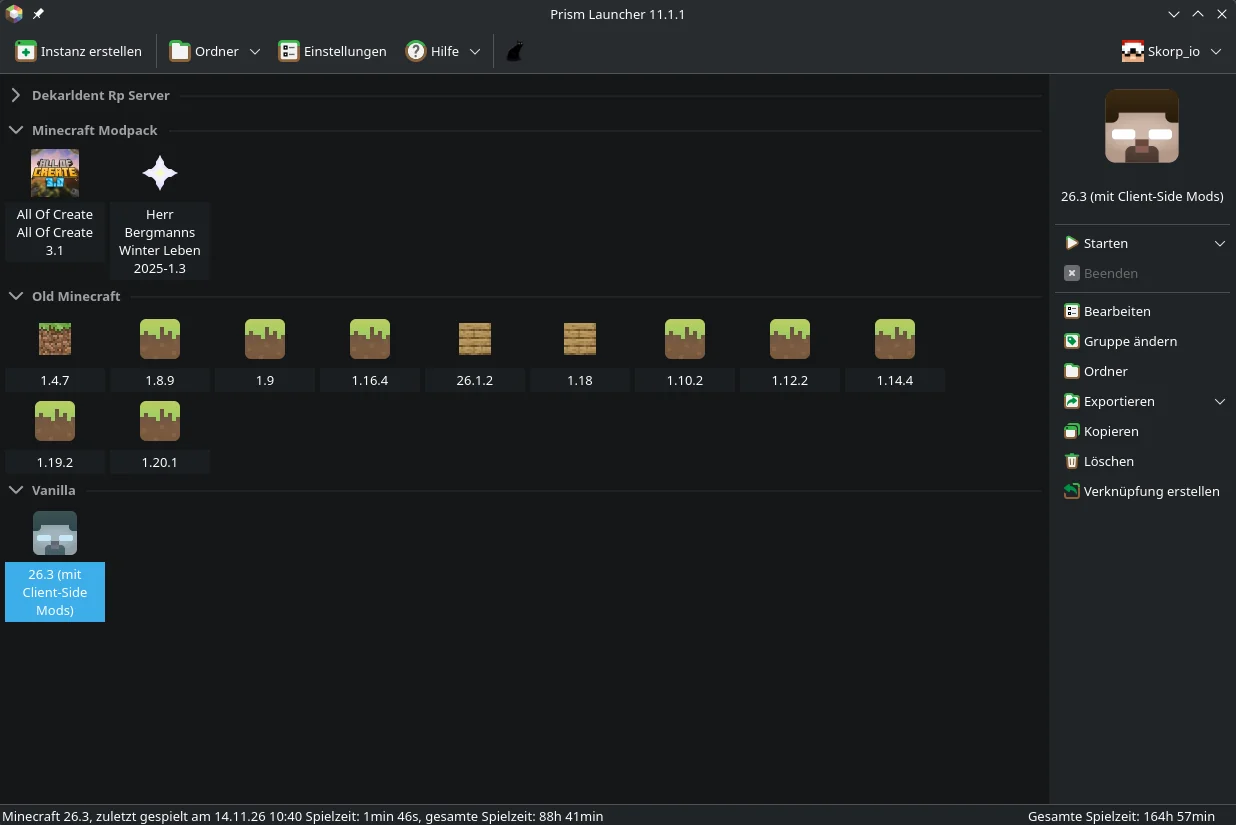 Prism Launcher 11.1.1
Instanz erstellen
Ordner
Einstellungen
Hilfe
Skorp_io
Dekarldent Rp Server
Minecraft Modpack
ALL OF
CREATE
3.0
All Of Create
All Of Create
3.1
Herr
Bergmanns
Winter Leben
2025-1.3
Old Minecraft
1.4.7
1.8.9
1.9
1.16.4
26.1.2
1.18
1.10.2
1.12.2
1.14.4
1.19.2
1.20.1
Vanilla
26.3 (mit
Client-Side
Mods)
26.3 (mit Client-Side Mods)
Starten
Beenden
Bearbeiten
Gruppe ändern
Ordner
Exportieren
Kopieren
Löschen
Verknüpfung erstellen
Minecraft 26.3, zuletzt gespielt am 14.11.26 10:40 Spielzeit: 1min 46s, gesamte Spielzeit: 88h 41min
Gesamte Spielzeit: 164h 57min